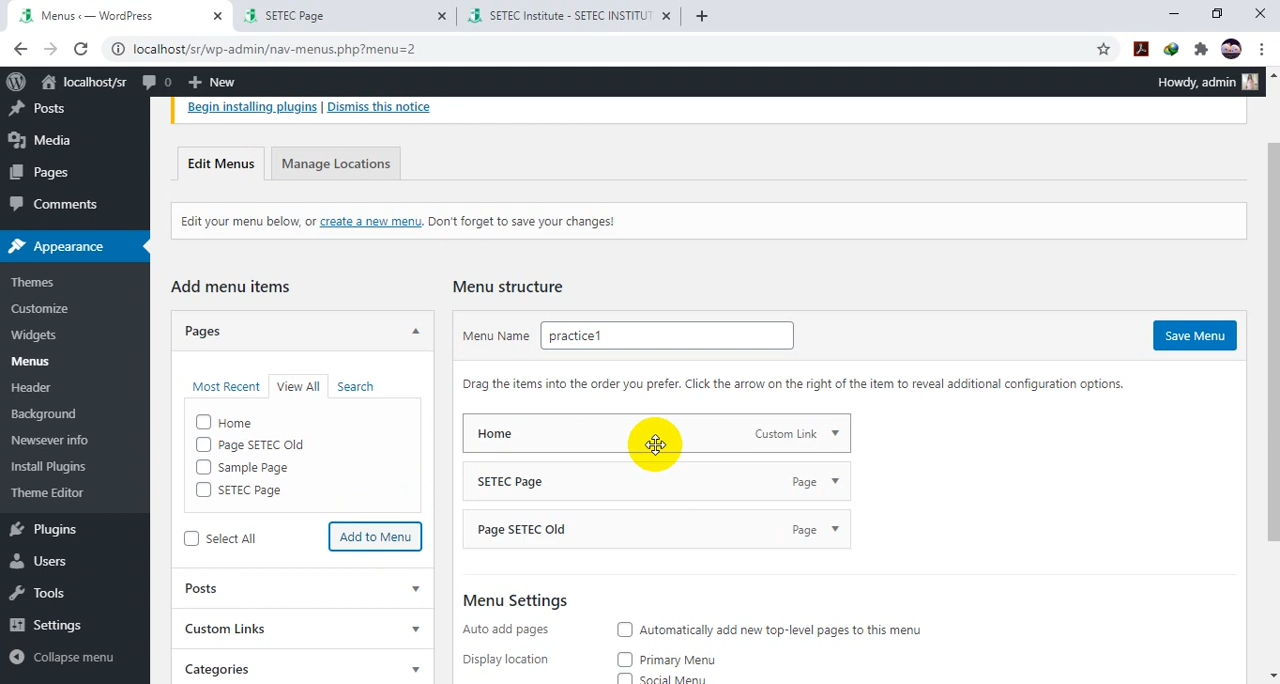 Menus ‹ — WordPress
SETEC Page
SETEC Institute - SETEC INSTITUT
localhost/sr/wp-admin/nav-menus.php?menu=2
localhost/sr
0
New
Howdy, admin
Posts
Media
Pages
Comments
Appearance
Themes
Customize
Widgets
Menus
Header
Background
Newsever info
Install Plugins
Theme Editor
Plugins
Users
Tools
Settings
Collapse menu
Begin installing plugins | Dismiss this notice
Edit Menus
Manage Locations
Edit your menu below, or create a new menu. Don't forget to save your changes!
Add menu items
Pages
Most Recent
View All
Search
Home
Page SETEC Old
Sample Page
SETEC Page
Select All
Add to Menu
Posts
Custom Links
Categories
Menu structure
Menu Name
practice1
Save Menu
Drag the items into the order you prefer. Click the arrow on the right of the item to reveal additional configuration options.
Home
Custom Link
SETEC Page
Page
Page SETEC Old
Page
Menu Settings
Auto add pages
Automatically add new top-level pages to this menu
Display location
Primary Menu
Social Menu